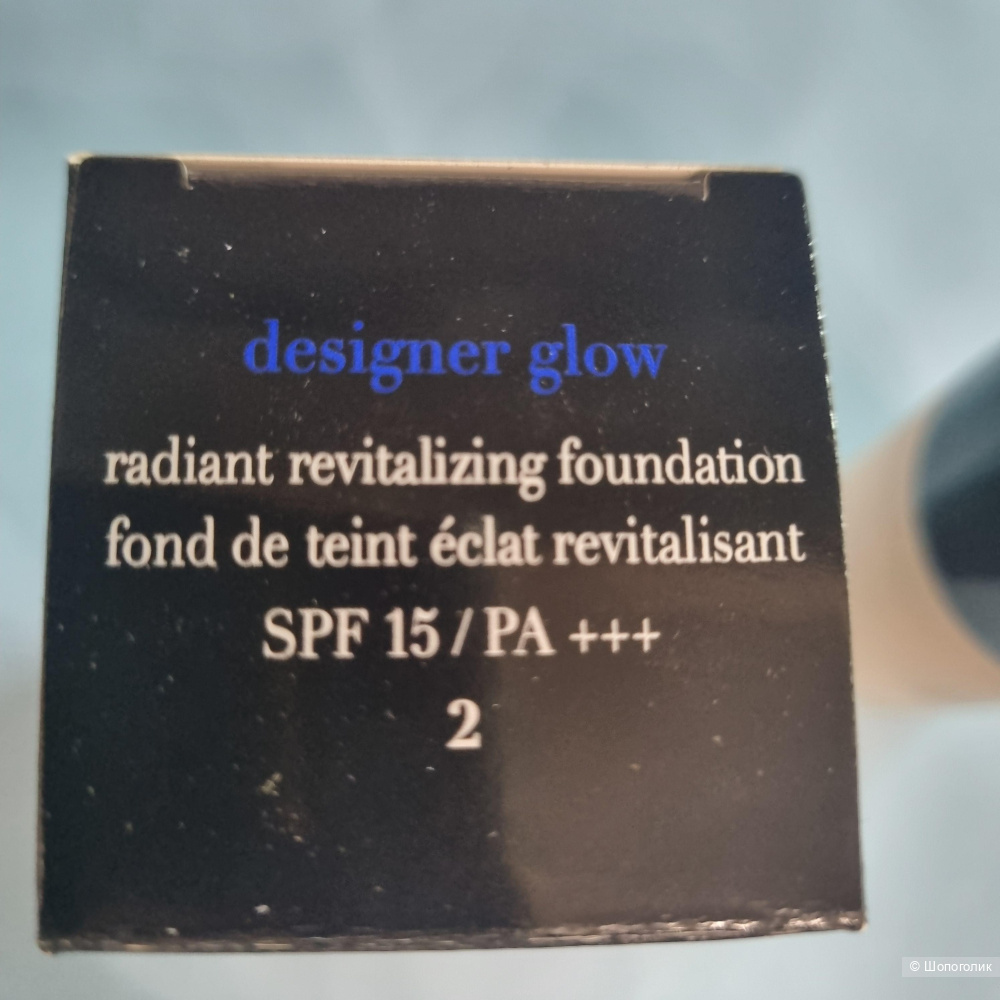 designer glow
radiant revitalizing foundation
fond de teint éclat revitalisant
SPF 15 / PA +++
2
© Шопоголик